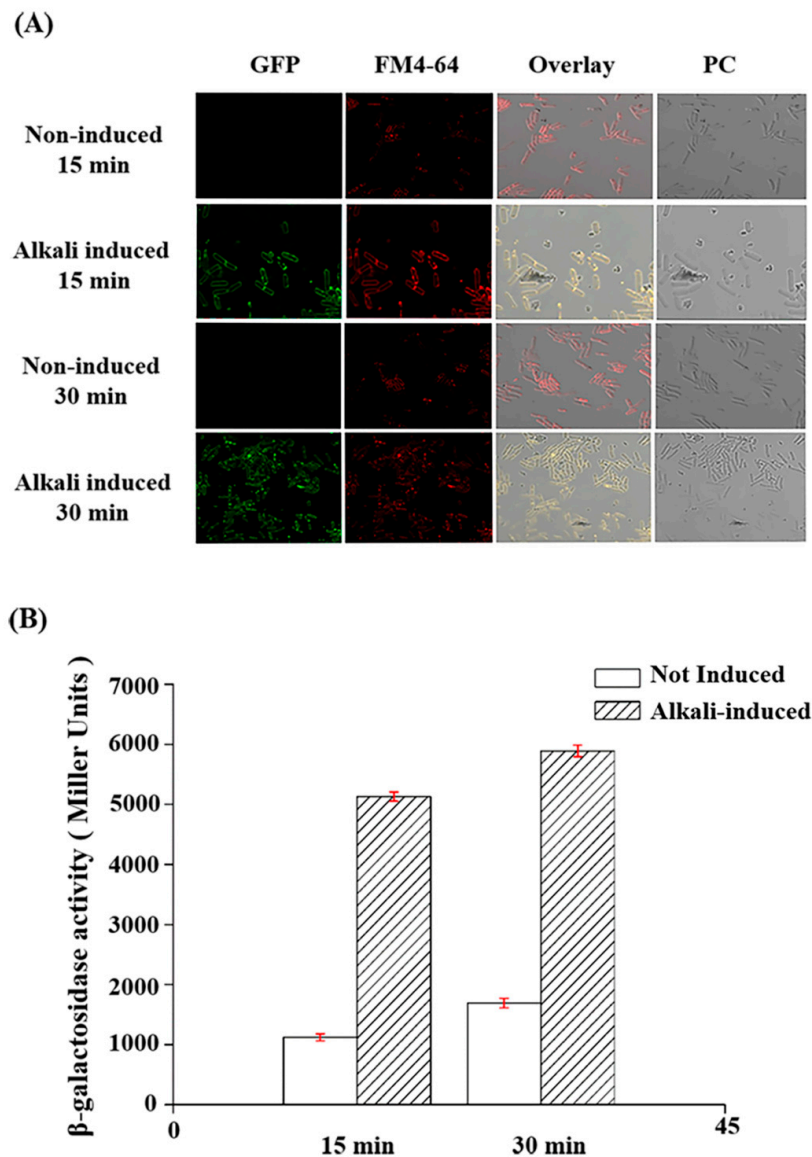 (A)
GFP FM4-64 Overlay PC
Non-induced
15 min
Alkali induced
15 min
Non-induced
30 min
Alkali induced
30 min
(B)
β-galactosidase activity ( Miller Units )
7000
6000
5000
4000
3000
2000
1000
0
Not Induced
Alkali-induced
0 15 min 30 min 45